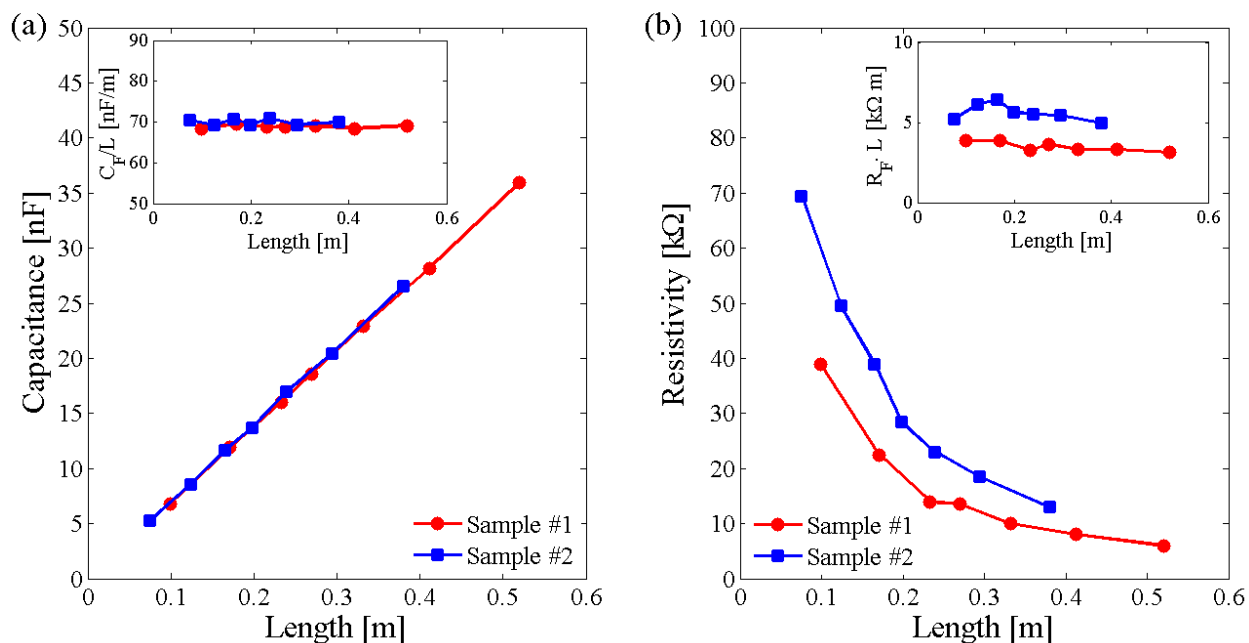 (a)
Capacitance [nF]
50
45
40
35
30
25
20
15
10
5
0
0 0.1 0.2 0.3 0.4 0.5 0.6
Length [m]
C_F/L [nF/m]
90
80
70
60
50
0 0.2 0.4 0.6
Length [m]
Sample #1
Sample #2
(b)
Resistivity [kΩ]
100
90
80
70
60
50
40
30
20
10
0
0 0.1 0.2 0.3 0.4 0.5 0.6
Length [m]
R_F· L [kΩ m]
10
5
0
0 0.2 0.4 0.6
Length [m]
Sample #1
Sample #2